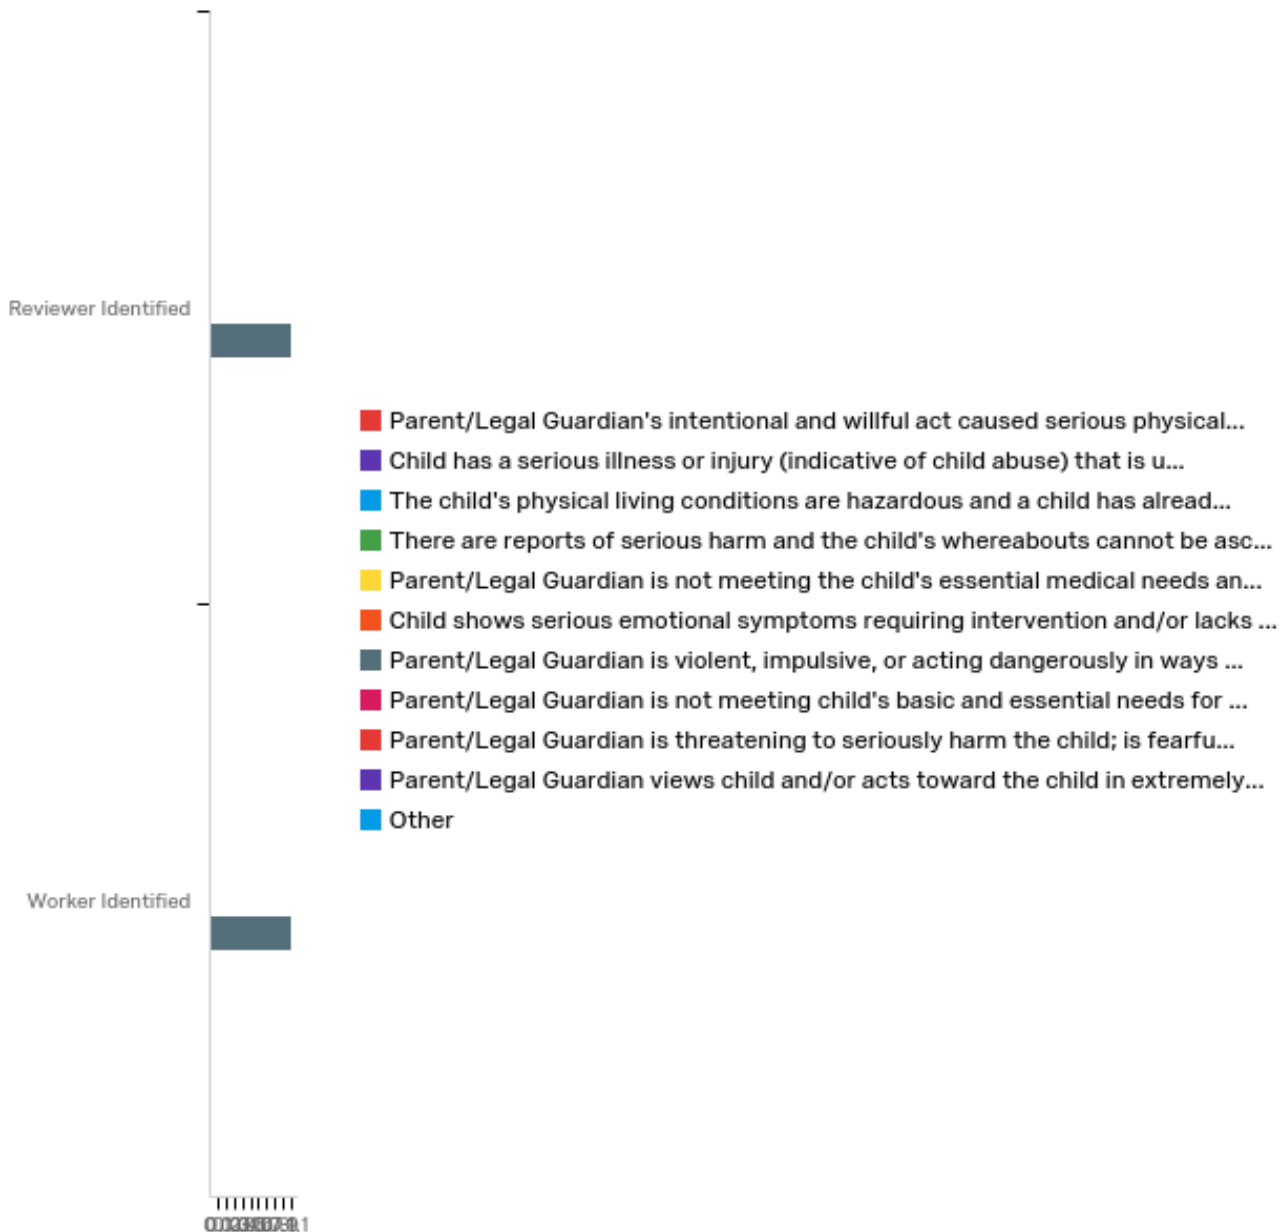 Reviewer Identified
Parent/Legal Guardian's intentional and willful act caused serious physical...
Child has a serious illness or injury (indicative of child abuse) that is u...
The child's physical living conditions are hazardous and a child has alread...
There are reports of serious harm and the child's whereabouts cannot be asc...
Parent/Legal Guardian is not meeting the child's essential medical needs an...
Child shows serious emotional symptoms requiring intervention and/or lacks ...
Parent/Legal Guardian is violent, impulsive, or acting dangerously in ways ...
Parent/Legal Guardian is not meeting child's basic and essential needs for ...
Parent/Legal Guardian is threatening to seriously harm the child; is fearfu...
Parent/Legal Guardian views child and/or acts toward the child in extremely...
Other
Worker Identified